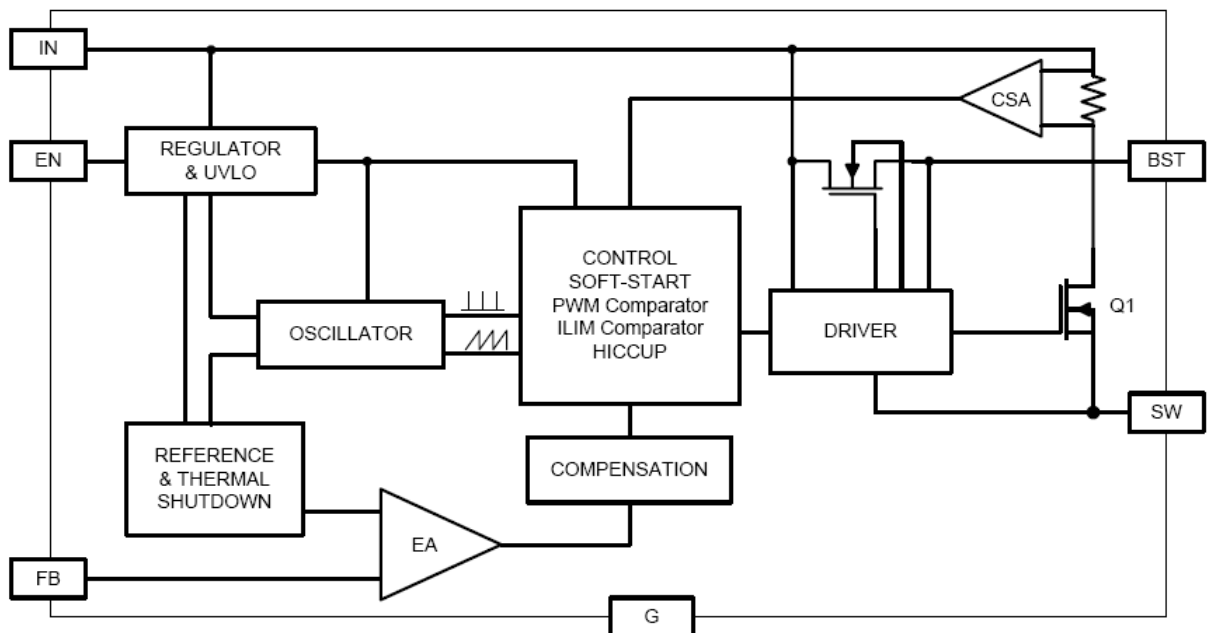 IN
CSA
EN
REGULATOR
& UVLO
BST
CONTROL
SOFT-START
PWM Comparator
ILIM Comparator
HICCUP
OSCILLATOR
DRIVER
Q1
SW
REFERENCE
& THERMAL
SHUTDOWN
COMPENSATION
EA
FB
G